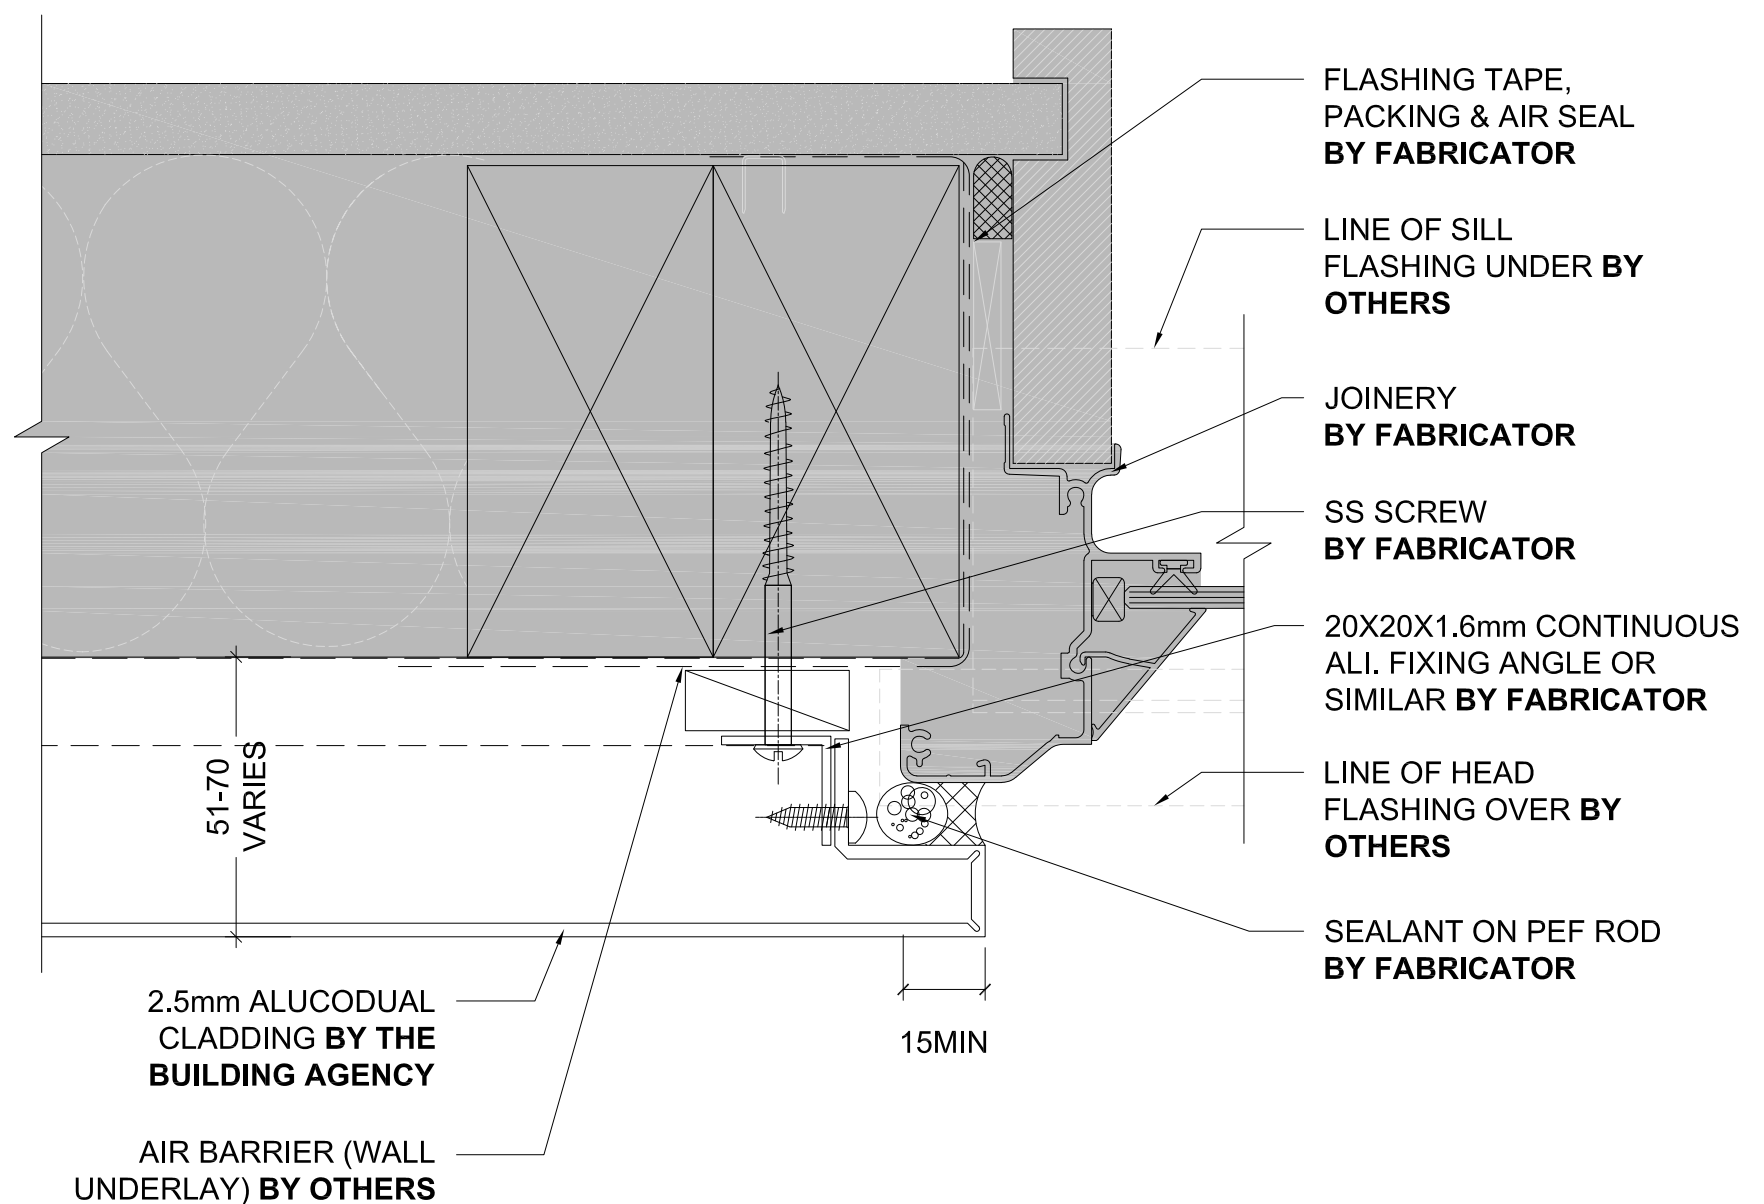 FLASHING TAPE,
PACKING & AIR SEAL
BY FABRICATOR
LINE OF SILL
FLASHING UNDER BY
OTHERS
JOINERY
BY FABRICATOR
SS SCREW
BY FABRICATOR
20X20X1.6mm CONTINUOUS
ALI. FIXING ANGLE OR
SIMILAR BY FABRICATOR
LINE OF HEAD
FLASHING OVER BY
OTHERS
SEALANT ON PEF ROD
BY FABRICATOR
51-70
VARIES
15MIN
2.5mm ALUCODUAL
CLADDING BY THE
BUILDING AGENCY
AIR BARRIER (WALL
UNDERLAY) BY OTHERS